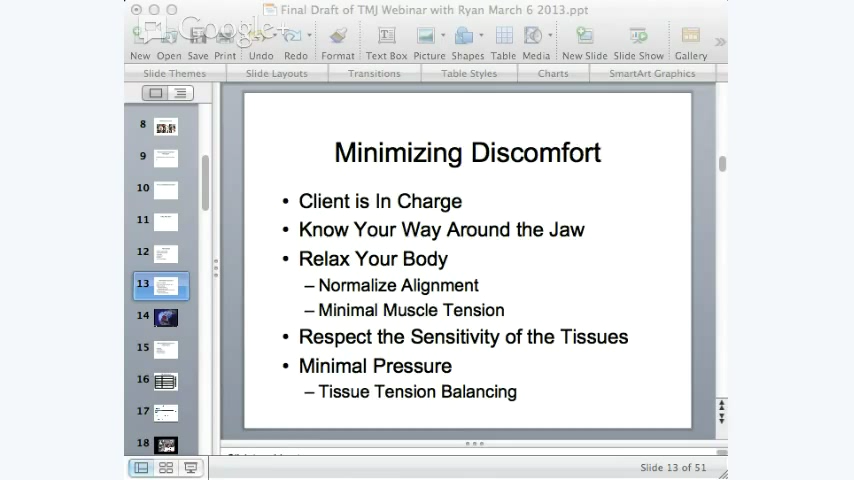 Final Draft of TMJ Webinar with Ryan March 6 2013.ppt
Google+
New Open Save Print Undo Redo Format Text Box Picture Shapes Table Media New Slide Slide Show Gallery
Slide Themes Slide Layouts Transitions Table Styles Charts SmartArt Graphics
8
9
10
11
12
13
14
15
16
17
18
Minimizing Discomfort
• Client is In Charge
• Know Your Way Around the Jaw
• Relax Your Body
– Normalize Alignment
– Minimal Muscle Tension
• Respect the Sensitivity of the Tissues
• Minimal Pressure
– Tissue Tension Balancing
Slide 13 of 51